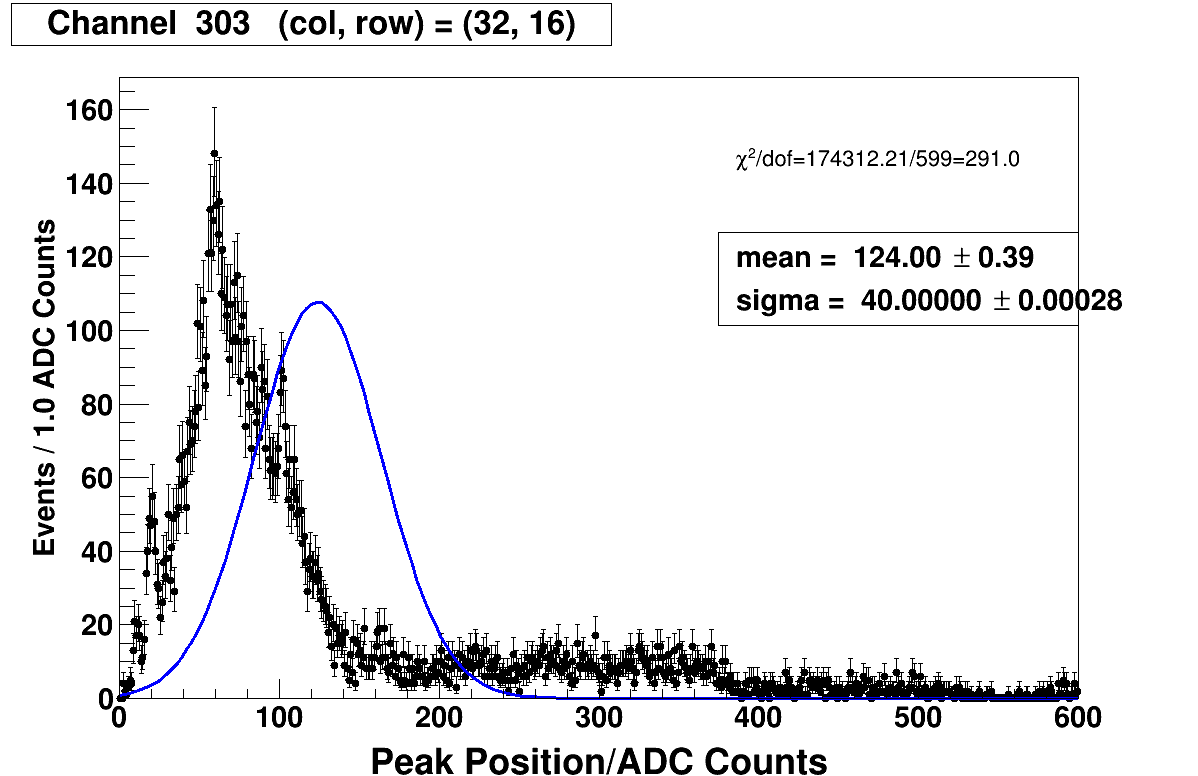 Channel 303 (col, row) = (32, 16)
χ²/dof=174312.21/599=291.0
mean = 124.00 ± 0.39
sigma = 40.00000 ± 0.00028
Events / 1.0 ADC Counts
160
140
120
100
80
60
40
20
0
0 100 200 300 400 500 600
Peak Position/ADC Counts